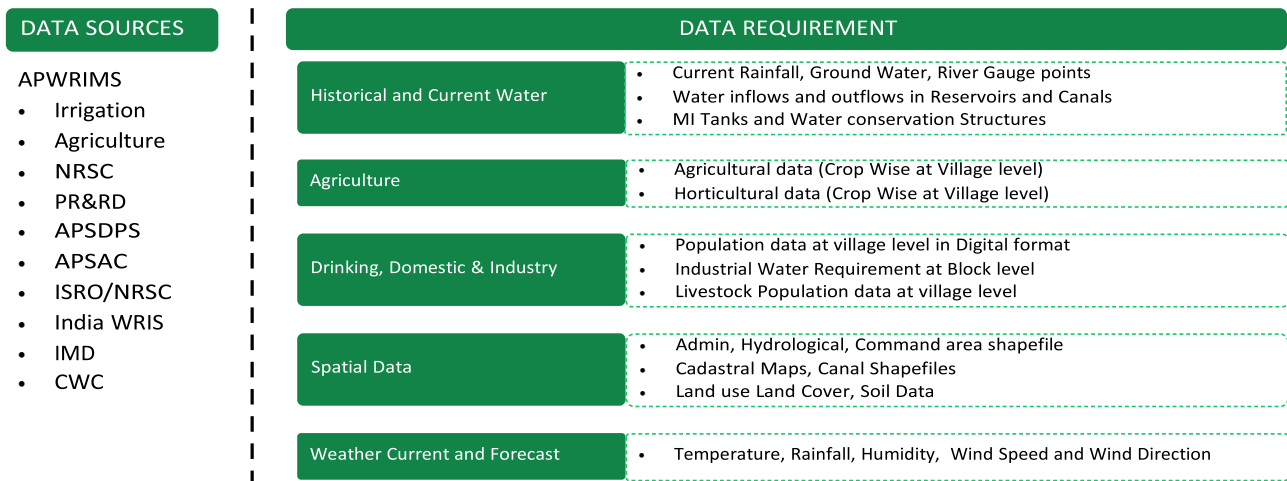 DATA SOURCES
APWRIMS
• Irrigation
• Agriculture
• NRSC
• PR&RD
• APSDPS
• APSAC
• ISRO/NRSC
• India WRIS
• IMD
• CWC
DATA REQUIREMENT
Historical and Current Water
• Current Rainfall, Ground Water, River Gauge points
• Water inflows and outflows in Reservoirs and Canals
• MI Tanks and Water conservation Structures
Agriculture
• Agricultural data (Crop Wise at Village level)
• Horticultural data (Crop Wise at Village level)
Drinking, Domestic & Industry
• Population data at village level in Digital format
• Industrial Water Requirement at Block level
• Livestock Population data at village level
Spatial Data
• Admin, Hydrological, Command area shapefile
• Cadastral Maps, Canal Shapefiles
• Land use Land Cover, Soil Data
Weather Current and Forecast
• Temperature, Rainfall, Humidity, Wind Speed and Wind Direction